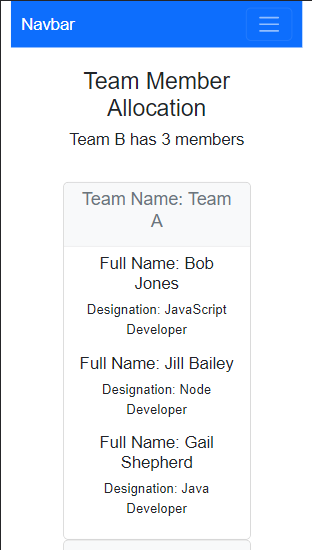 Navbar
Team Member
Allocation
Team B has 3 members
Team Name: Team
A
Full Name: Bob
Jones
Designation: JavaScript
Developer
Full Name: Jill Bailey
Designation: Node
Developer
Full Name: Gail
Shepherd
Designation: Java
Developer